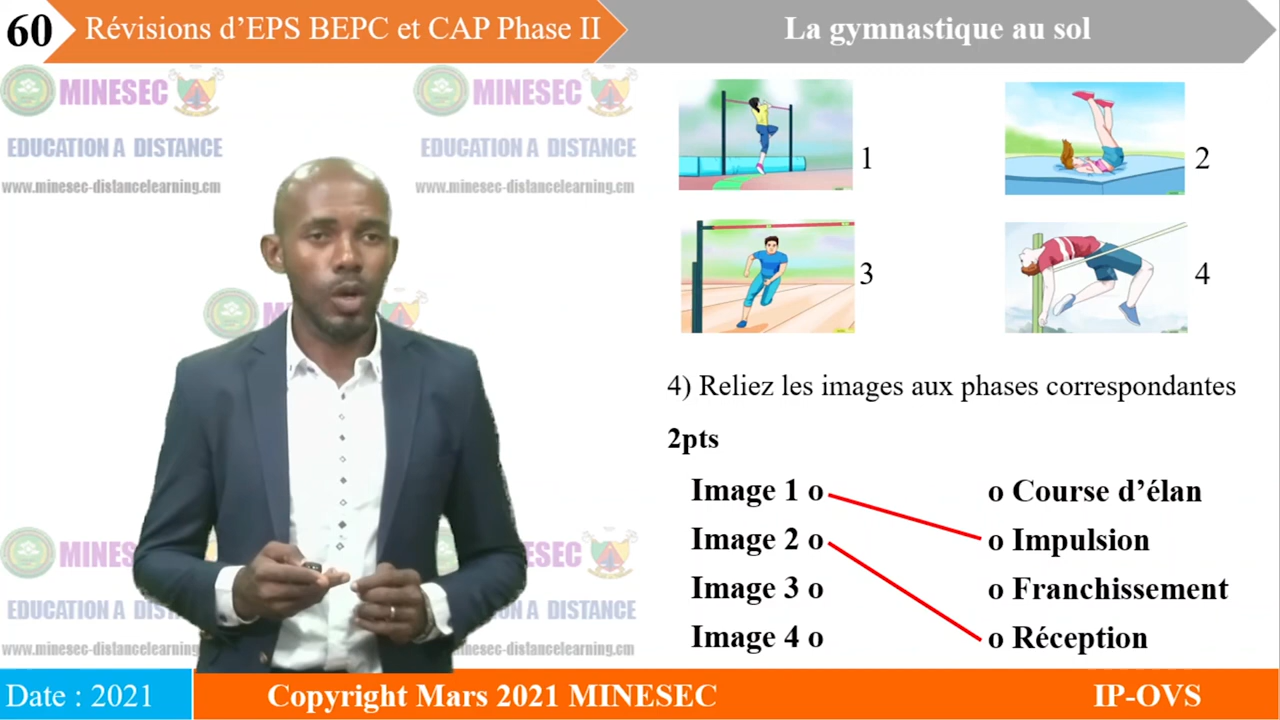 60
Révisions d’EPS BEPC et CAP Phase II
La gymnastique au sol
MINESEC
EDUCATION A DISTANCE
www.minesec-distancelearning.cm
MINESEC
EDUCATION A DISTANCE
www.minesec-distancelearning.cm
1
2
3
4
4) Reliez les images aux phases correspondantes
2pts
Image 1 o
o Course d’élan
Image 2 o
o Impulsion
Image 3 o
o Franchissement
Image 4 o
o Réception
Date : 2021
Copyright Mars 2021 MINESEC
IP-OVS